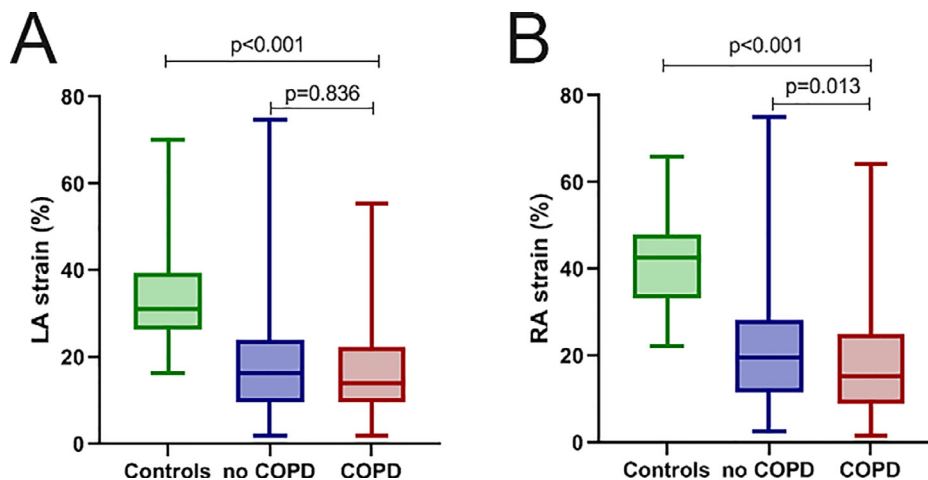 A
p<0.001
p=0.836
80
60
40
20
0
LA strain (%)
Controls no COPD COPD
B
p<0.001
p=0.013
80
60
40
20
0
RA strain (%)
Controls no COPD COPD